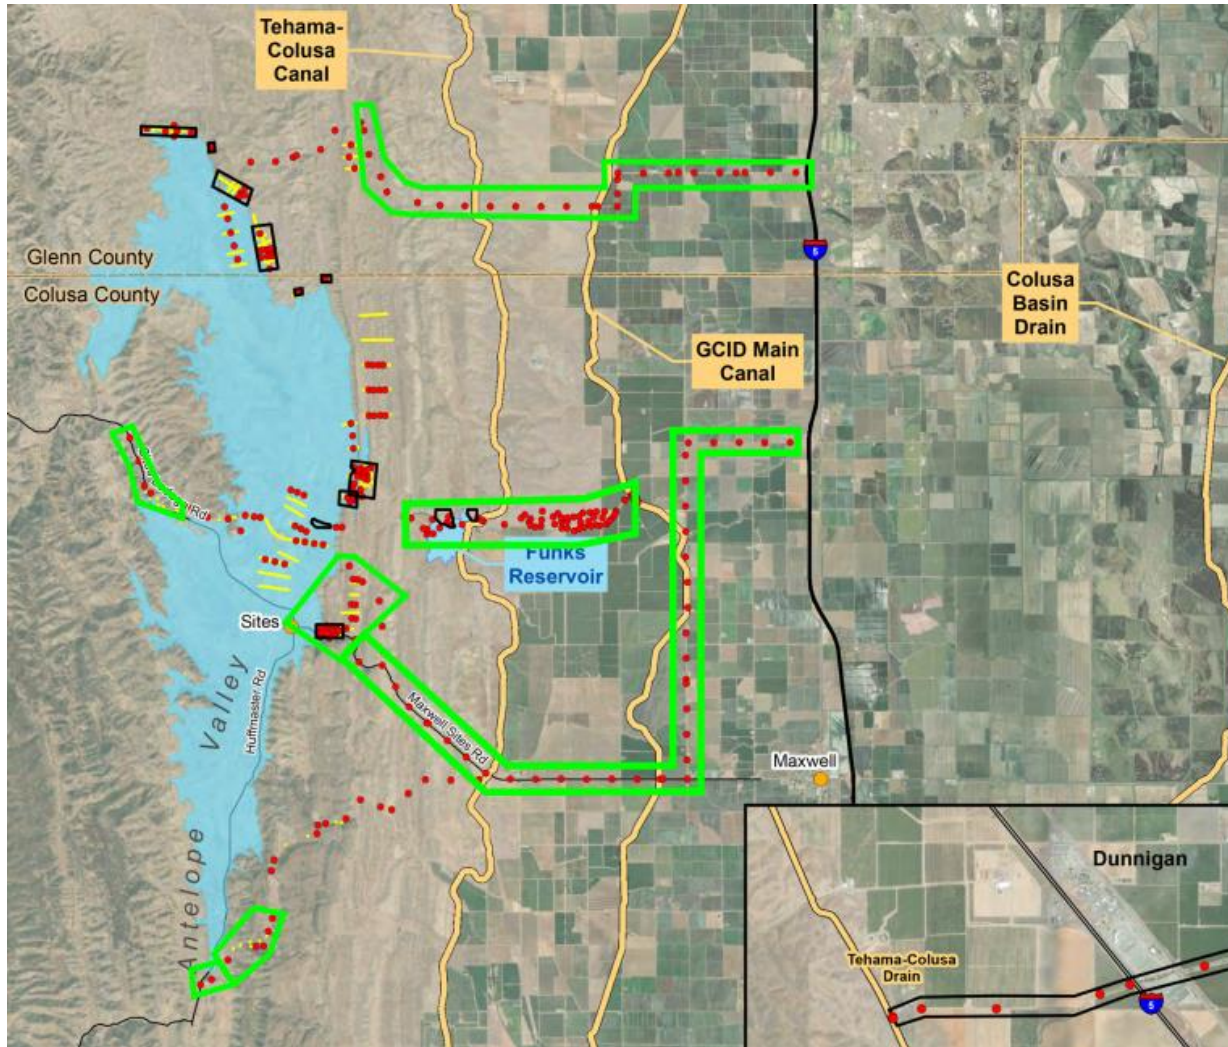 Tehama-
Colusa
Canal
Glenn County
Colusa County
5
Colusa
Basin
Drain
GCID Main
Canal
Rd
Funks
Reservoir
Sites
Valley
Huffmaster Rd
Maxwell Sites Rd
Maxwell
Antelope
Dunnigan
Tehama-Colusa
Drain
5